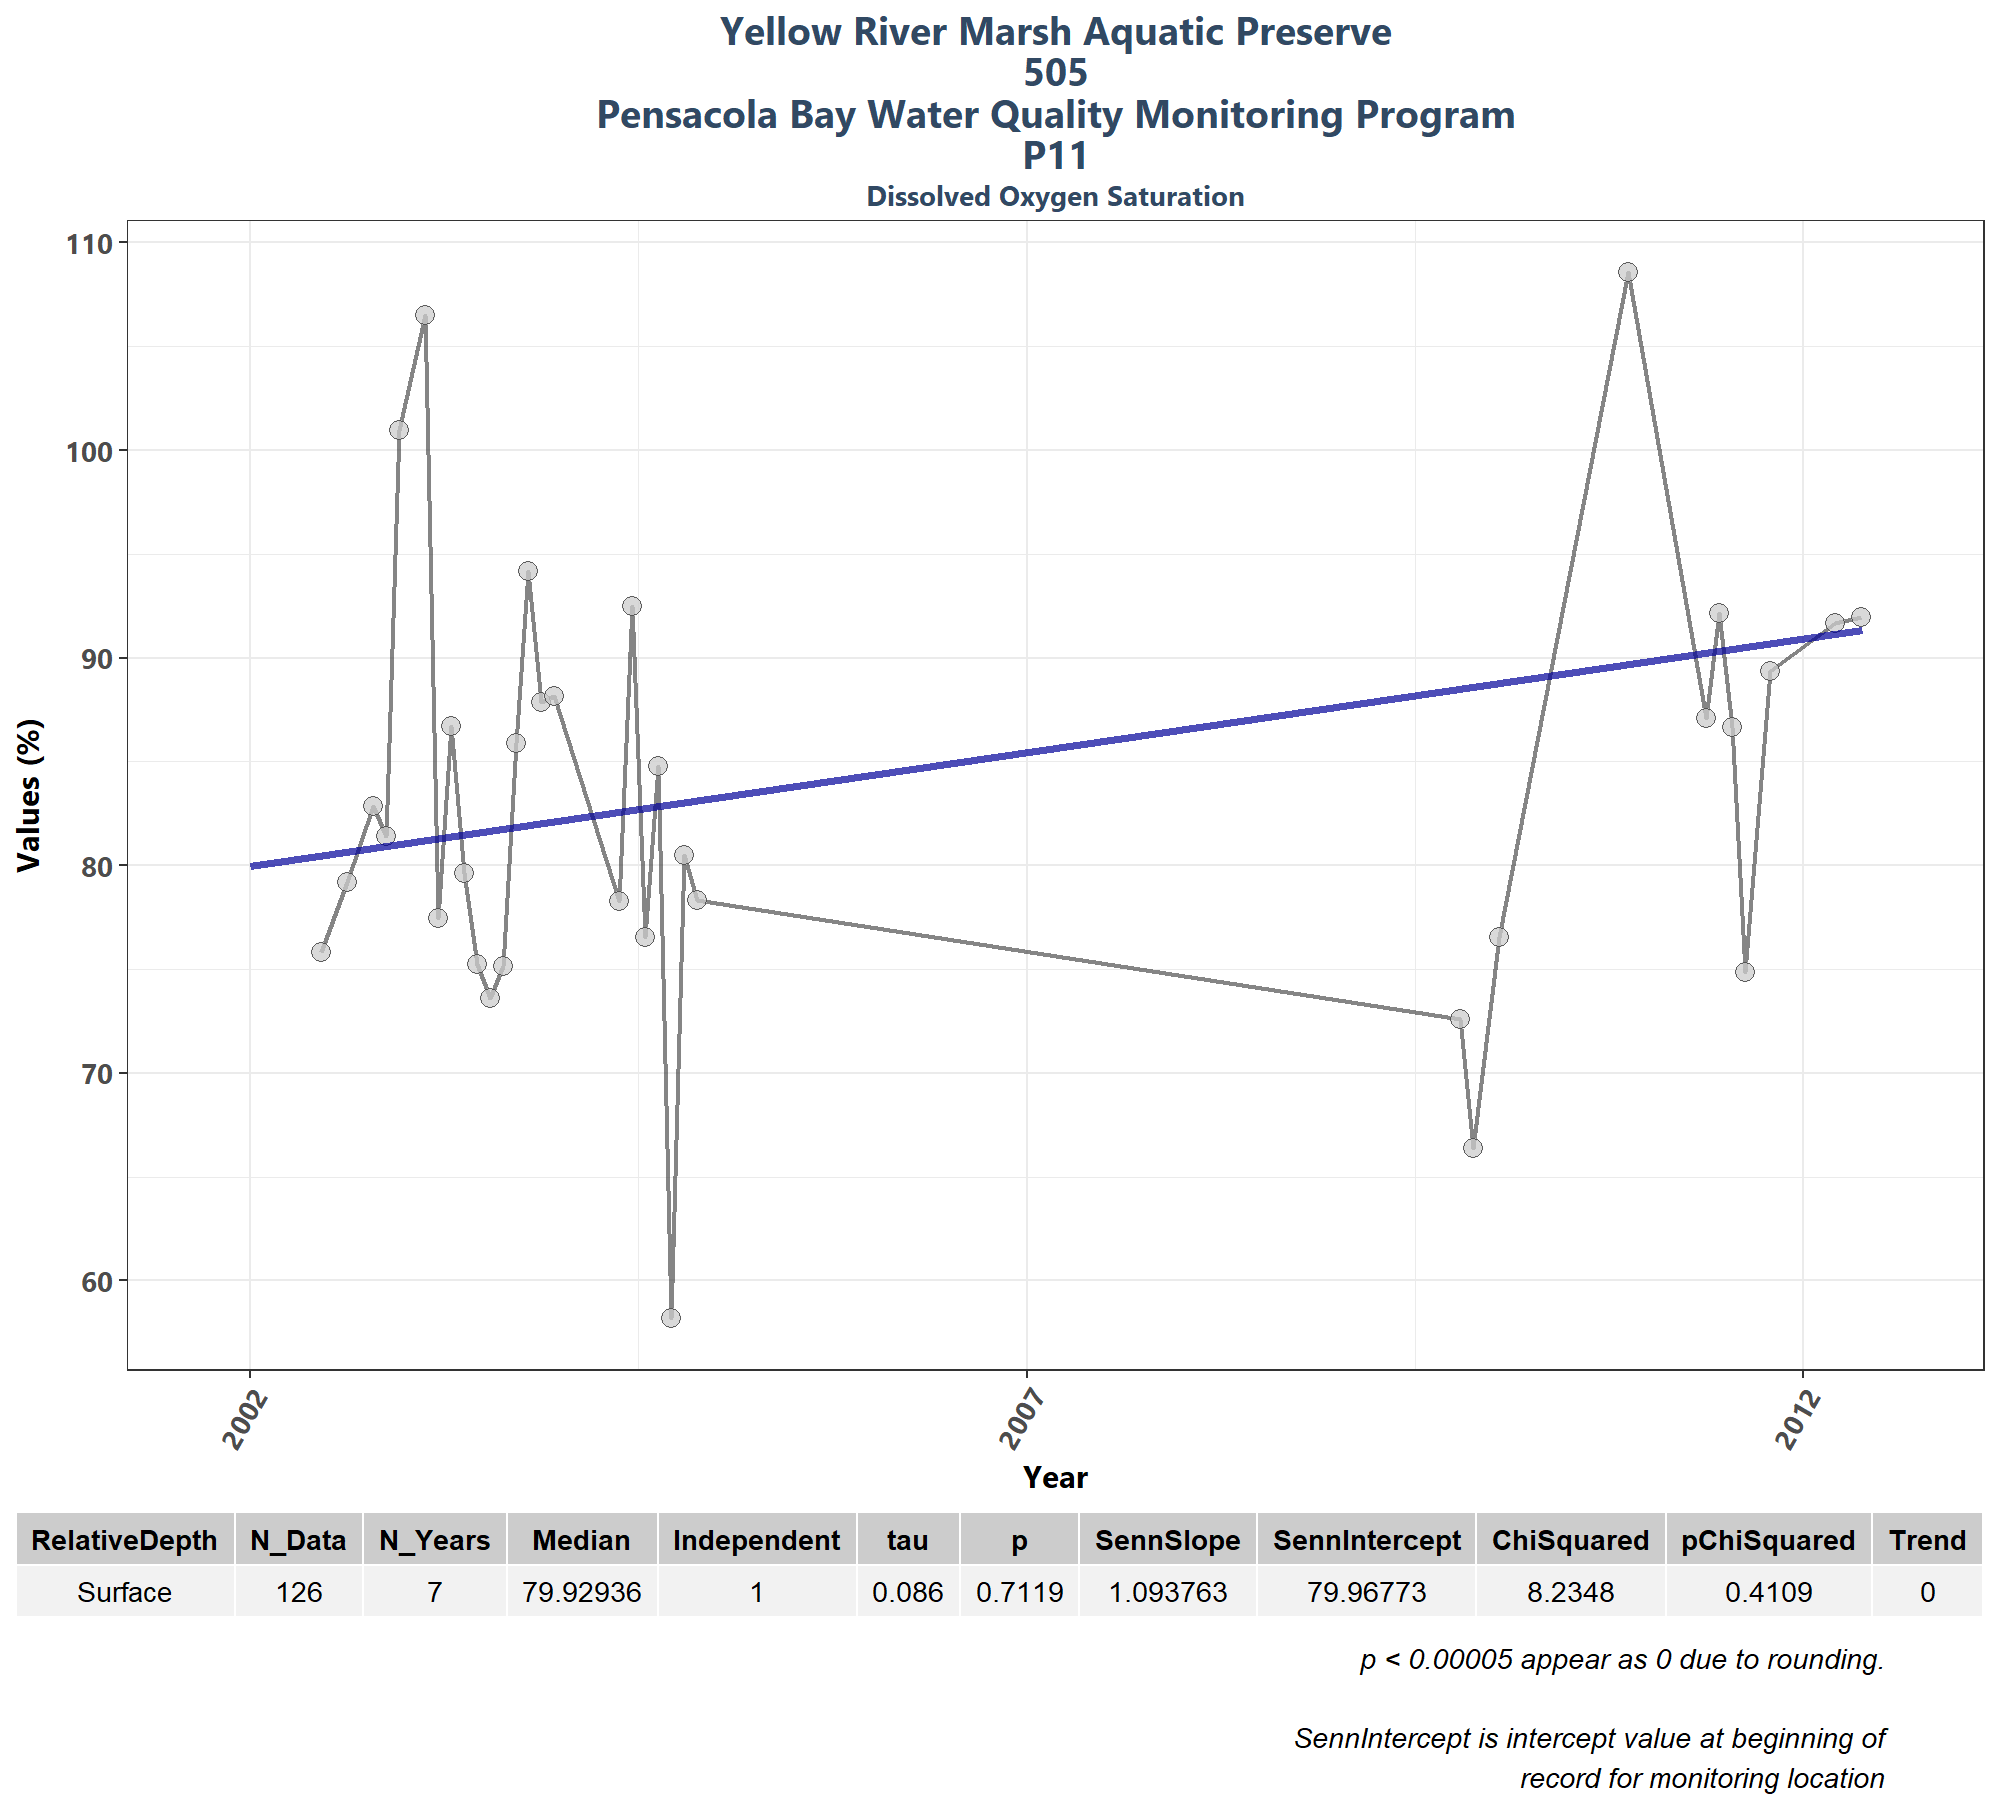 Yellow River Marsh Aquatic Preserve
505
Pensacola Bay Water Quality Monitoring Program
P11
Dissolved Oxygen Saturation
110
100
90
80
70
60
Values (%)
2002 2007 2012
Year
RelativeDepth N_Data N_Years Median Independent tau p SennSlope SennIntercept ChiSquared pChiSquared Trend
Surface 126 7 79.92936 1 0.086 0.7119 1.093763 79.96773 8.2348 0.4109 0
p < 0.00005 appear as 0 due to rounding.
SennIntercept is intercept value at beginning of
record for monitoring location